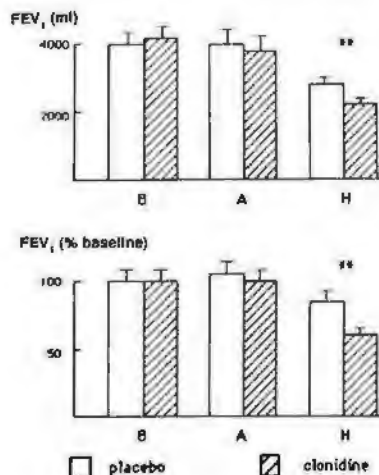 FEV₁ (ml)
4000
**
2000
B A H
FEV₁ (% baseline)
**
100
50
B A H
placebo clonidine